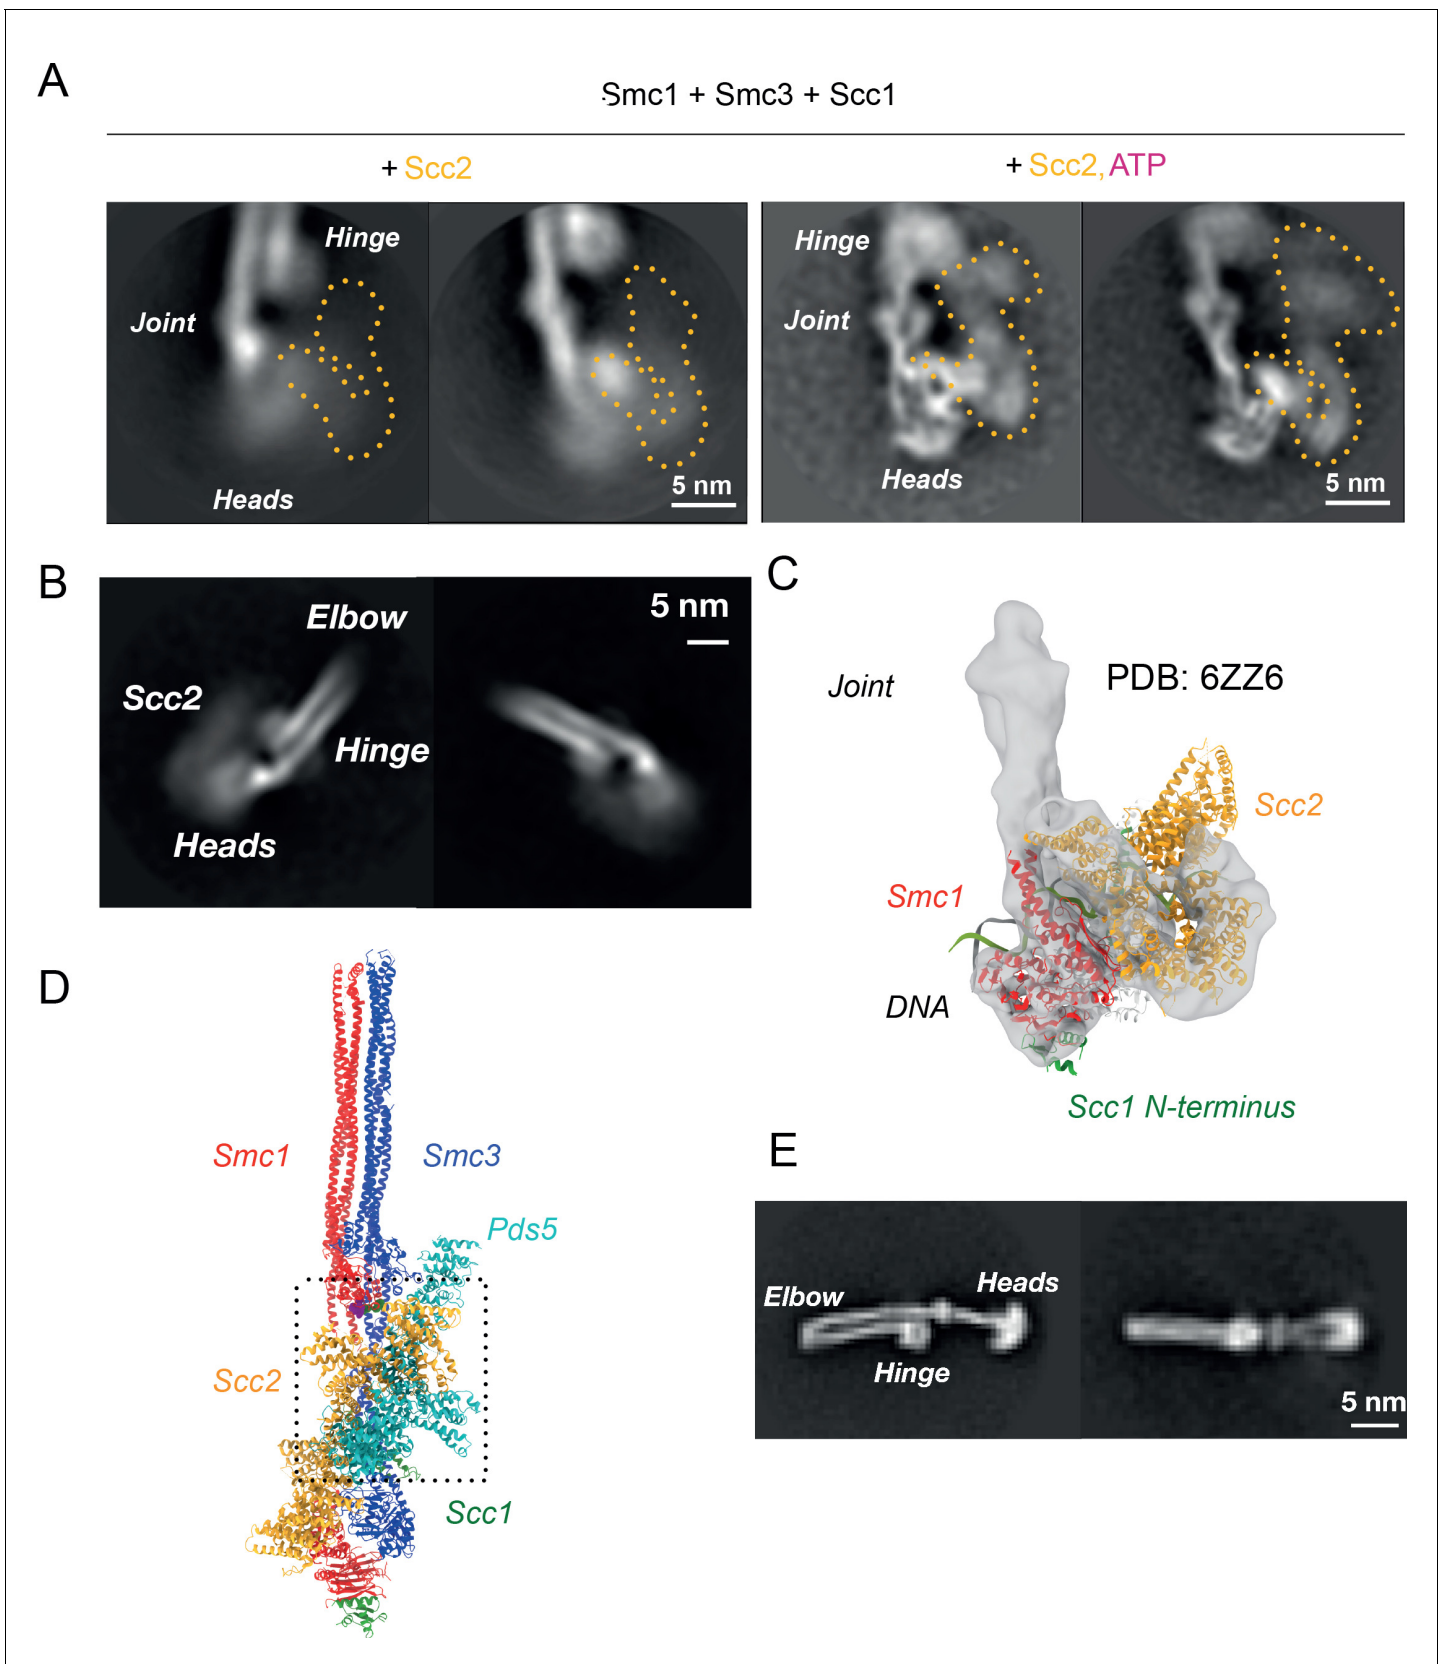 A
Smc1 + Smc3 + Scc1
+ Scc2
+ Scc2, ATP
Hinge
Joint
Heads
5 nm
Hinge
Joint
Heads
5 nm
B
Elbow
5 nm
Scc2
Hinge
Heads
C
Joint
PDB: 6ZZ6
Scc2
Smc1
DNA
Scc1 N-terminus
D
Smc1
Smc3
Pds5
Scc2
Scc1
E
Elbow
Heads
Hinge
5 nm